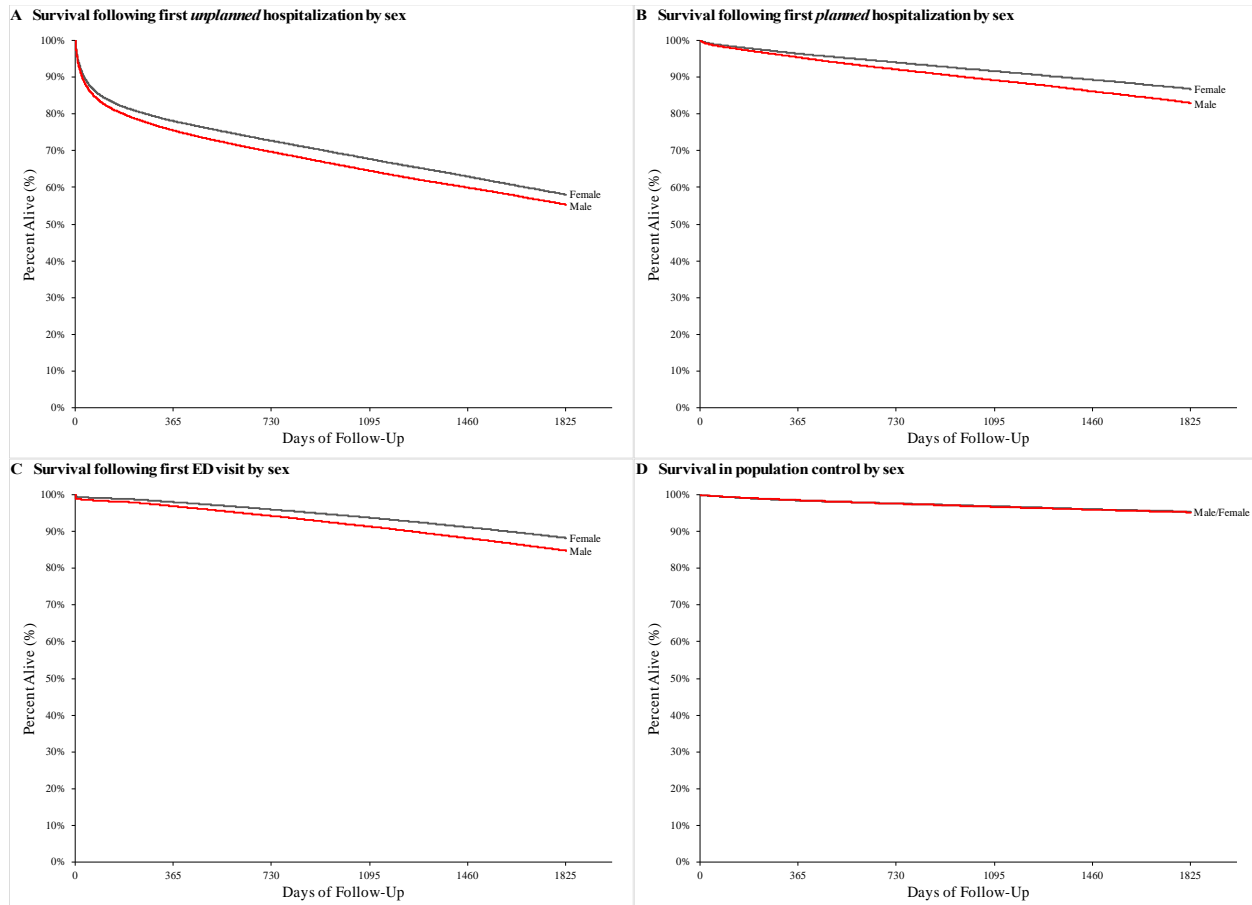 A Survival following first unplanned hospitalization by sex
100%
90%
80%
70%
60%
50%
40%
30%
20%
10%
0%
Percent Alive (%)
Female
Male
0 365 730 1095 1460 1825
Days of Follow-Up
B Survival following first planned hospitalization by sex
100%
90%
80%
70%
60%
50%
40%
30%
20%
10%
0%
Percent Alive (%)
Female
Male
0 365 730 1095 1460 1825
Days of Follow-Up
C Survival following first ED visit by sex
100%
90%
80%
70%
60%
50%
40%
30%
20%
10%
0%
Percent Alive (%)
Female
Male
0 365 730 1095 1460 1825
Days of Follow-Up
D Survival in population control by sex
100%
90%
80%
70%
60%
50%
40%
30%
20%
10%
0%
Percent Alive (%)
Male/Female
0 365 730 1095 1460 1825
Days of Follow-Up